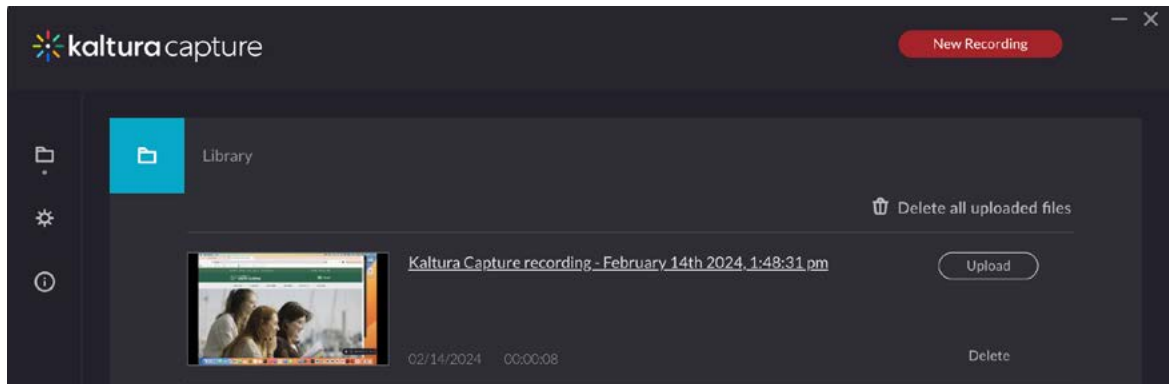 kaltura capture
New Recording
Library
Delete all uploaded files
Kaltura Capture recording - February 14th 2024, 1:48:31 pm
Upload
02/14/2024 00:00:08
Delete